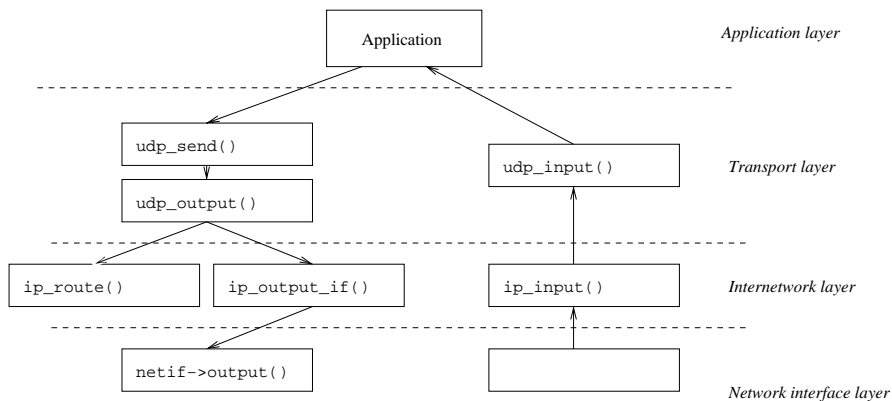 Application
Application layer
udp_send()
udp_input()
Transport layer
udp_output()
ip_route()
ip_output_if()
ip_input()
Internetwork layer
netif->output()
Network interface layer